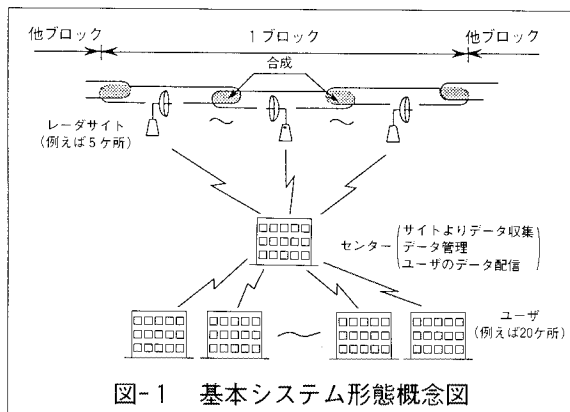 他ブロック
1ブロック
他ブロック
合成
レーダサイト
(例えば5ケ所)
センター
サイトよりデータ収集
データ管理
ユーザのデータ配信
ユーザ
(例えば20ケ所)
図-1 基本システム形態概念図